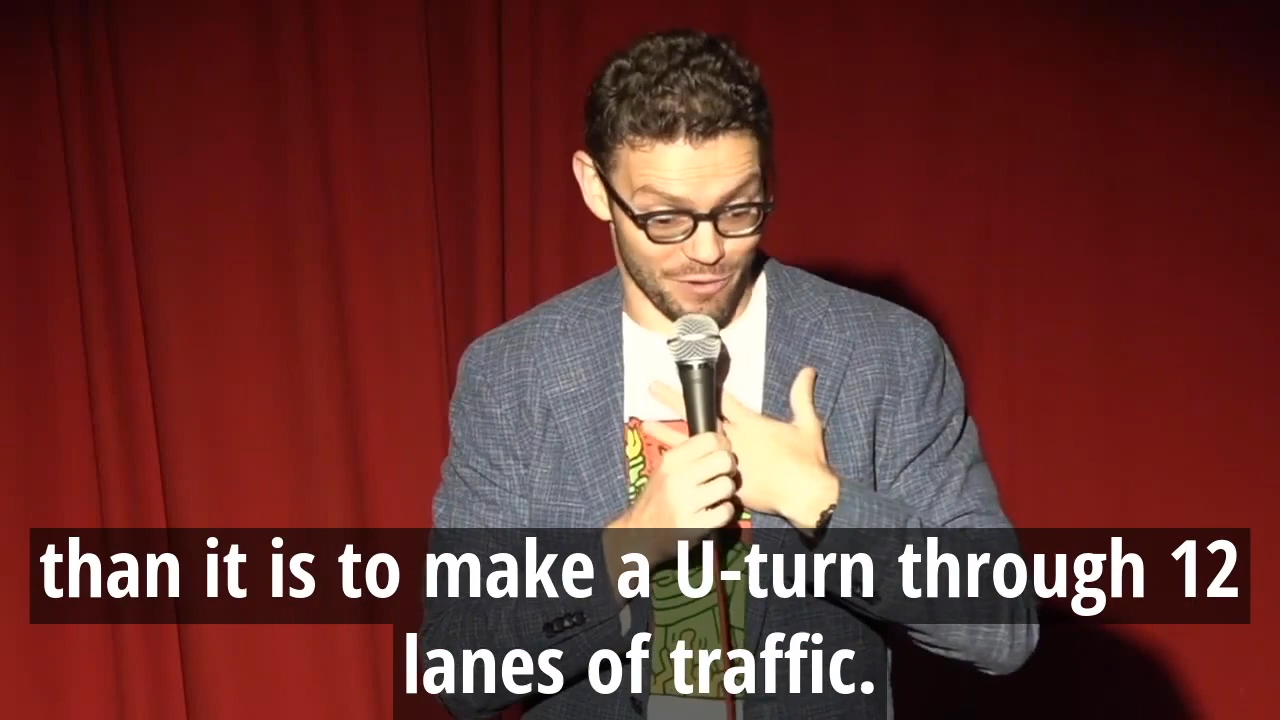 than it is to make a U-turn through 12
lanes of traffic.